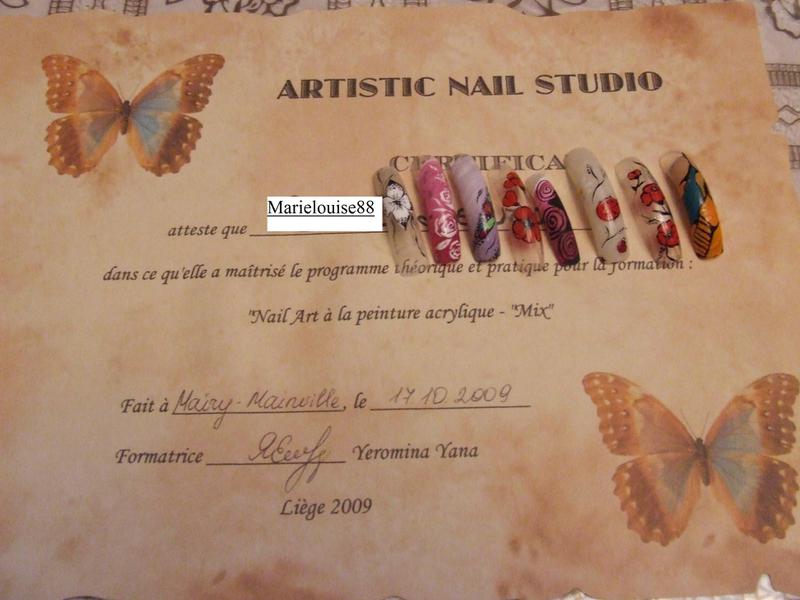 ARTISTIC NAIL STUDIO
CERTIFICA
atteste que Marielouise88
dans ce qu'elle a maîtrisé le programme théorique et pratique pour la formation :
"Nail Art à la peinture acrylique - "Mix"
Fait à Mairy-Mainville, le 17.10.2009
Formatrice Yeromina Yana
Liège 2009